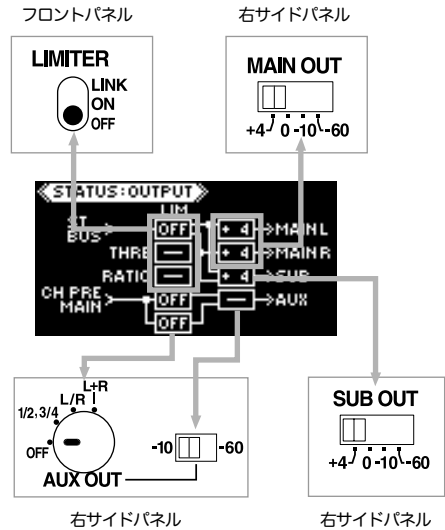 フロントパネル
右サイドパネル
LIMITER
LINK
ON
OFF
MAIN OUT
+4 0 -10 -60
STATUS:OUTPUT
LIM
ST BUS
OFF
+ 4
MAIN L
THRE
+ 4
MAIN R
RATIO
+ 4
SUB
CH PRE MAIN
OFF
AUX
OFF
L+R
L/R
1/2, 3/4
OFF
AUX OUT
-10
-60
SUB OUT
+4 0 -10 -60
右サイドパネル
右サイドパネル